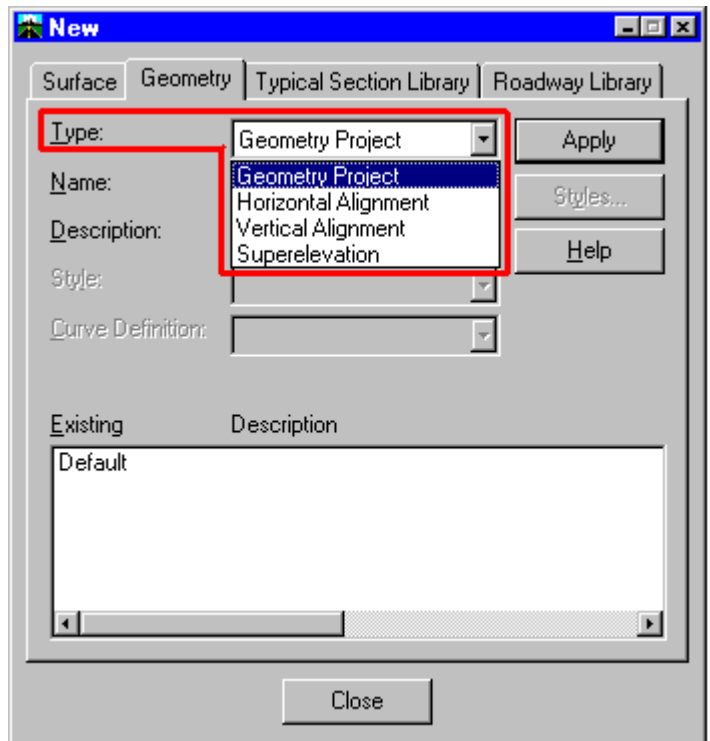 New
Surface Geometry Typical Section Library Roadway Library
Type: Geometry Project Apply
Geometry Project
Name: Horizontal Alignment Styles...
Vertical Alignment
Description: Superelevation Help
Style:
Curve Definition:
Existing Description
Default
Close